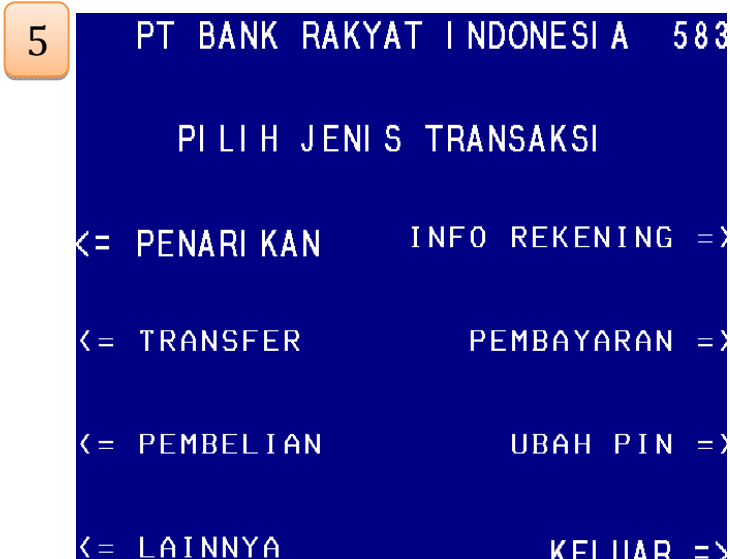 5
PT BANK RAKYAT INDONESIA 583
PILIH JENIS TRANSAKSI
<= PENARIKAN INFO REKENING =>
<= TRANSFER PEMBAYARAN =>
<= PEMBELIAN UBAH PIN =>
<= LAINNYA KELUAR =>